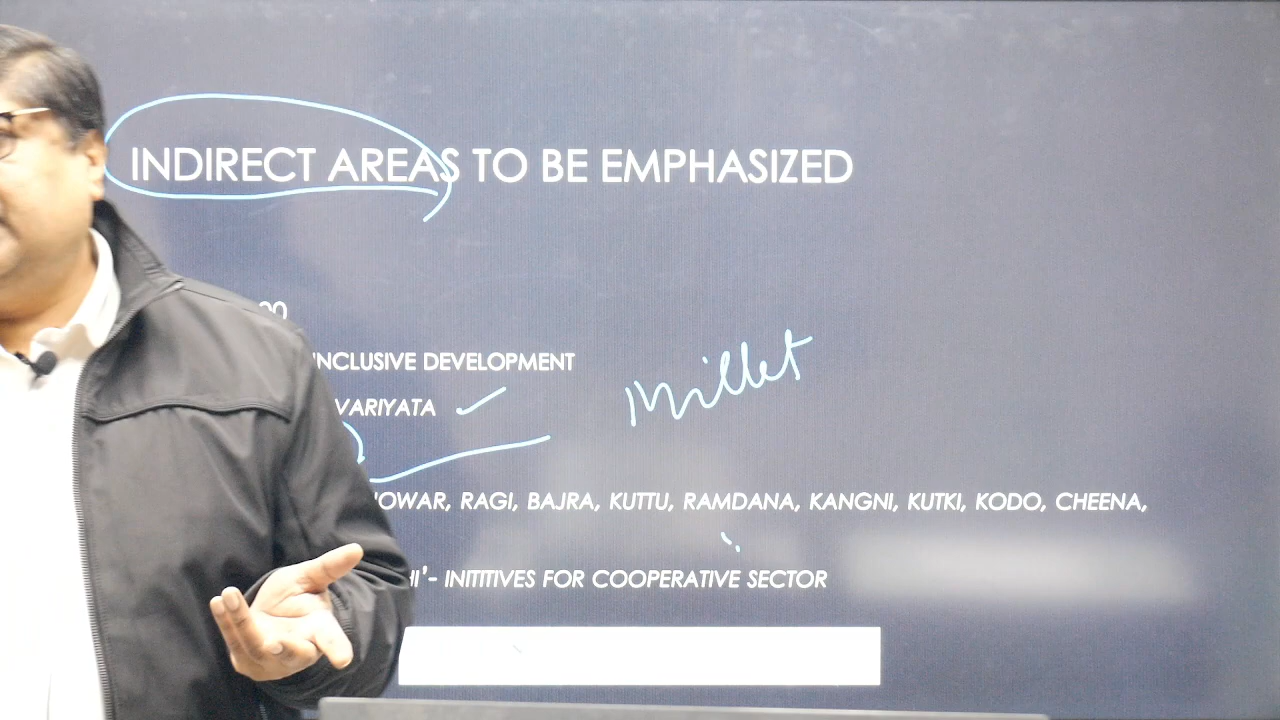 INDIRECT AREAS TO BE EMPHASIZED
INCLUSIVE DEVELOPMENT
VARIYATA
Millet
JOWAR, RAGI, BAJRA, KUTTU, RAMDANA, KANGNI, KUTKI, KODO, CHEENA,
HI'- INITITIVES FOR COOPERATIVE SECTOR